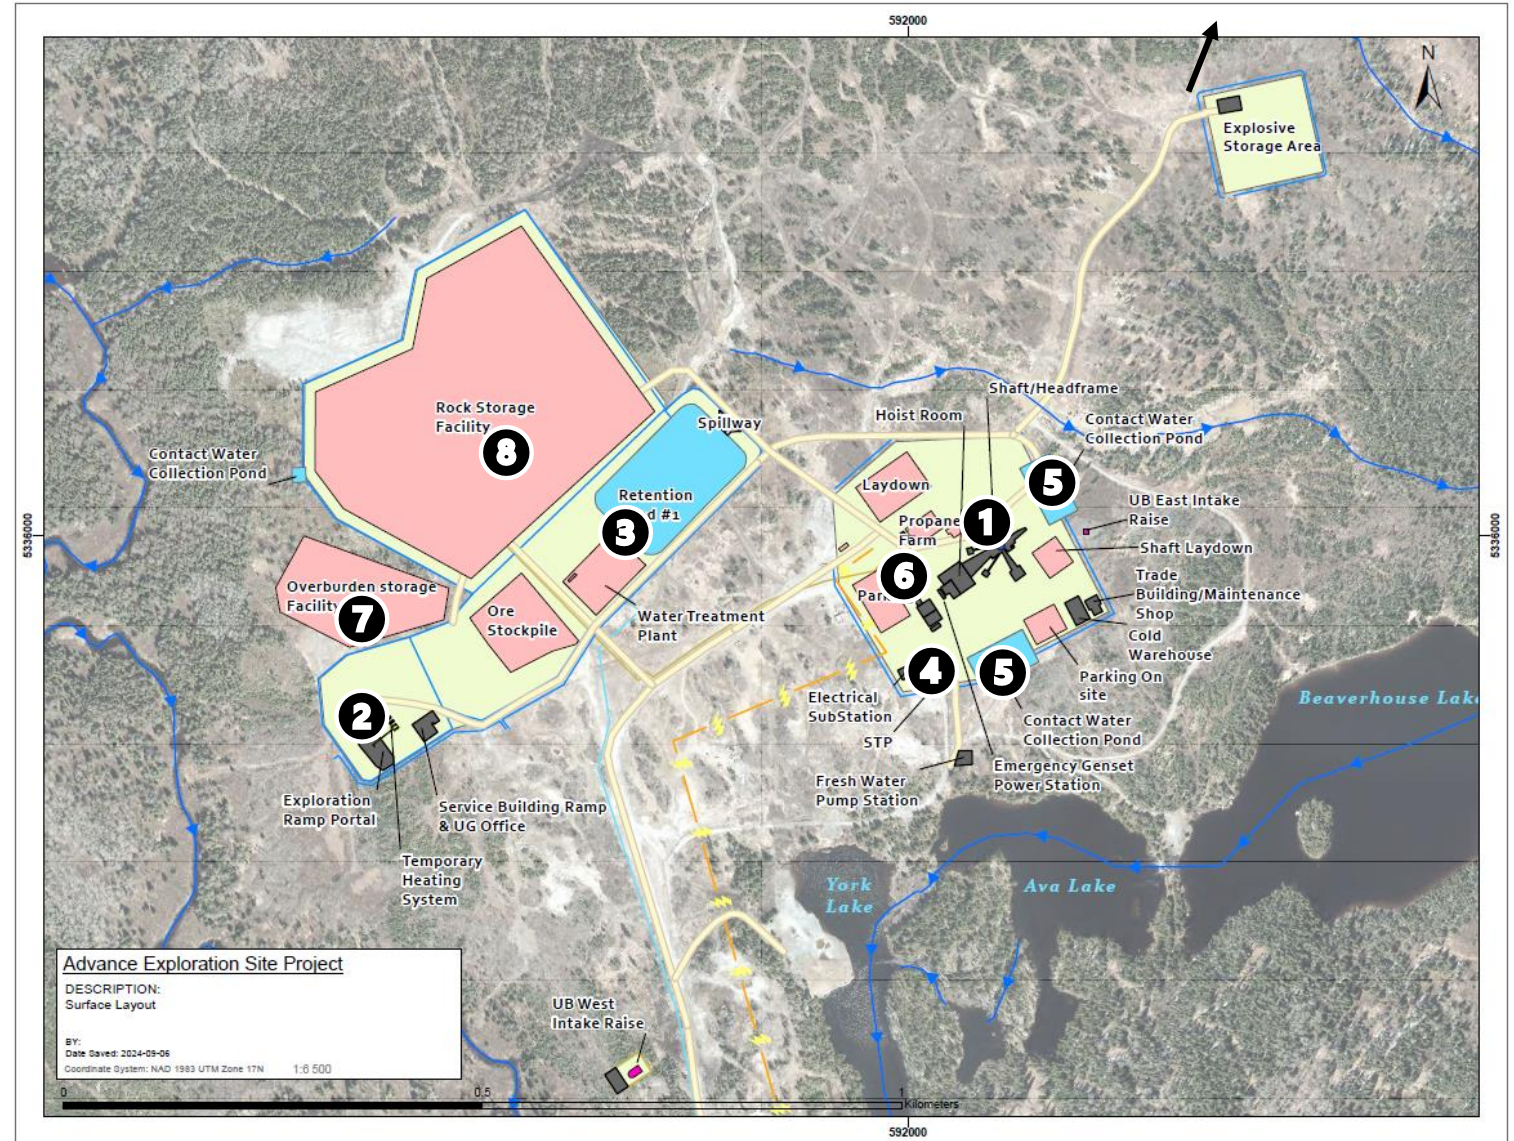 592000
N
Explosive
Storage Area
Shaft/Headframe
Hoist Room
Contact Water
Collection Pond
Rock Storage
Facility
8
Spillway
Contact Water
Collection Pond
Laydown
5
UB East Intake
Raise
Retention
d #1
3
Propane
Farm
1
5336000
5336000
Shaft Laydown
Overburden storage
Facility
7
6
Trade
Building/Maintenance
Shop
Ore
Stockpile
Water Treatment
Plant
Cold
Warehouse
4
5
Parking On
site
2
Electrical
SubStation
STP
Contact Water
Collection Pond
Beaverhouse Lake
Fresh Water
Pump Station
Emergency Genset
Power Station
Exploration
Ramp Portal
Service Building Ramp
& UG Office
Temporary
Heating
System
York
Lake
Ava Lake
UB West
Intake Raise
Advance Exploration Site Project
DESCRIPTION:
Surface Layout
BY:
Date Saved: 2024-09-06
Coordinate System: NAD 1983 UTM Zone 17N 1:6 500
0 0,5 1
Kilometers
592000